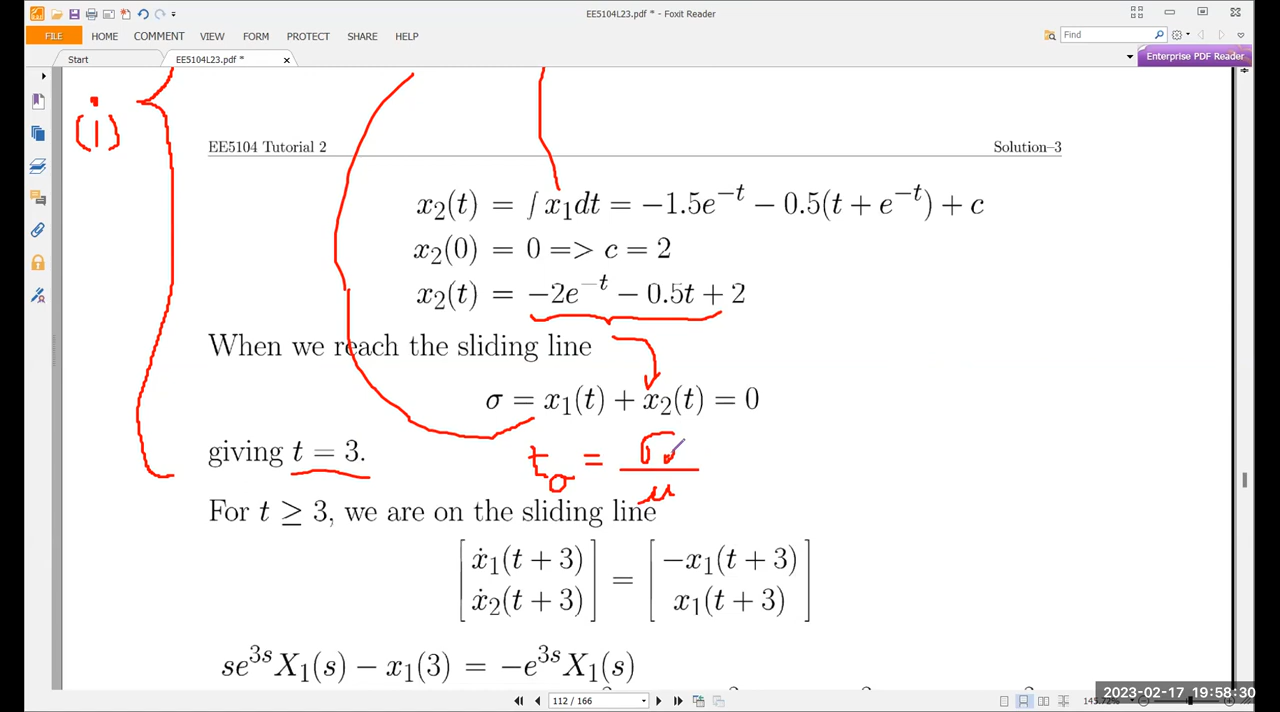 EE5104L23.pdf * - Foxit Reader
FILE HOME COMMENT VIEW FORM PROTECT SHARE HELP
Find
Start EE5104L23.pdf *
Enterprise PDF Reader
(i)
EE5104 Tutorial 2 Solution–3
x₂(t) = ∫ x₁dt = −1.5e⁻ᵗ − 0.5(t + e⁻ᵗ) + c
x₂(0) = 0 => c = 2
x₂(t) = −2e⁻ᵗ − 0.5t + 2
When we reach the sliding line
σ = x₁(t) + x₂(t) = 0
giving t = 3.
t_σ =
μ
For t ≥ 3, we are on the sliding line
[ẋ₁(t + 3)] = [−x₁(t + 3)]
[ẋ₂(t + 3)] [x₁(t + 3)]
se³ˢX₁(s) − x₁(3) = −e³ˢX₁(s)
112 / 166
2023-02-17 19:58:30